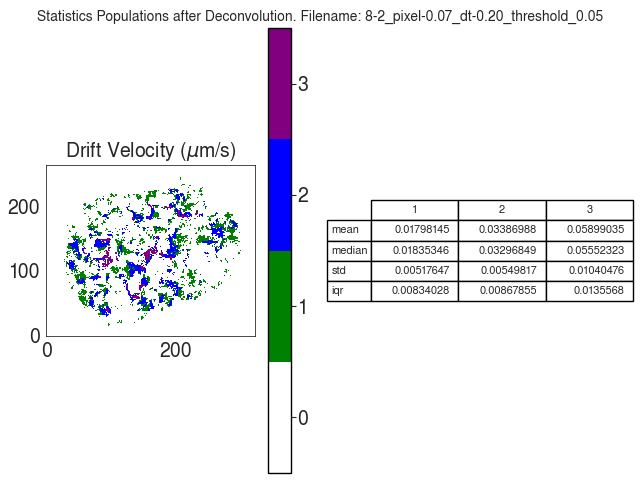 Statistics Populations after Deconvolution. Filename: 8-2_pixel-0.07_dt-0.20_threshold_0.05
Drift Velocity (μm/s)
200
100
0
0 200
3
2
1
0
1 2 3
mean 0.01798145 0.03386988 0.05899035
median 0.01835346 0.03296849 0.05552323
std 0.00517647 0.00549817 0.01040476
iqr 0.00834028 0.00867855 0.0135568